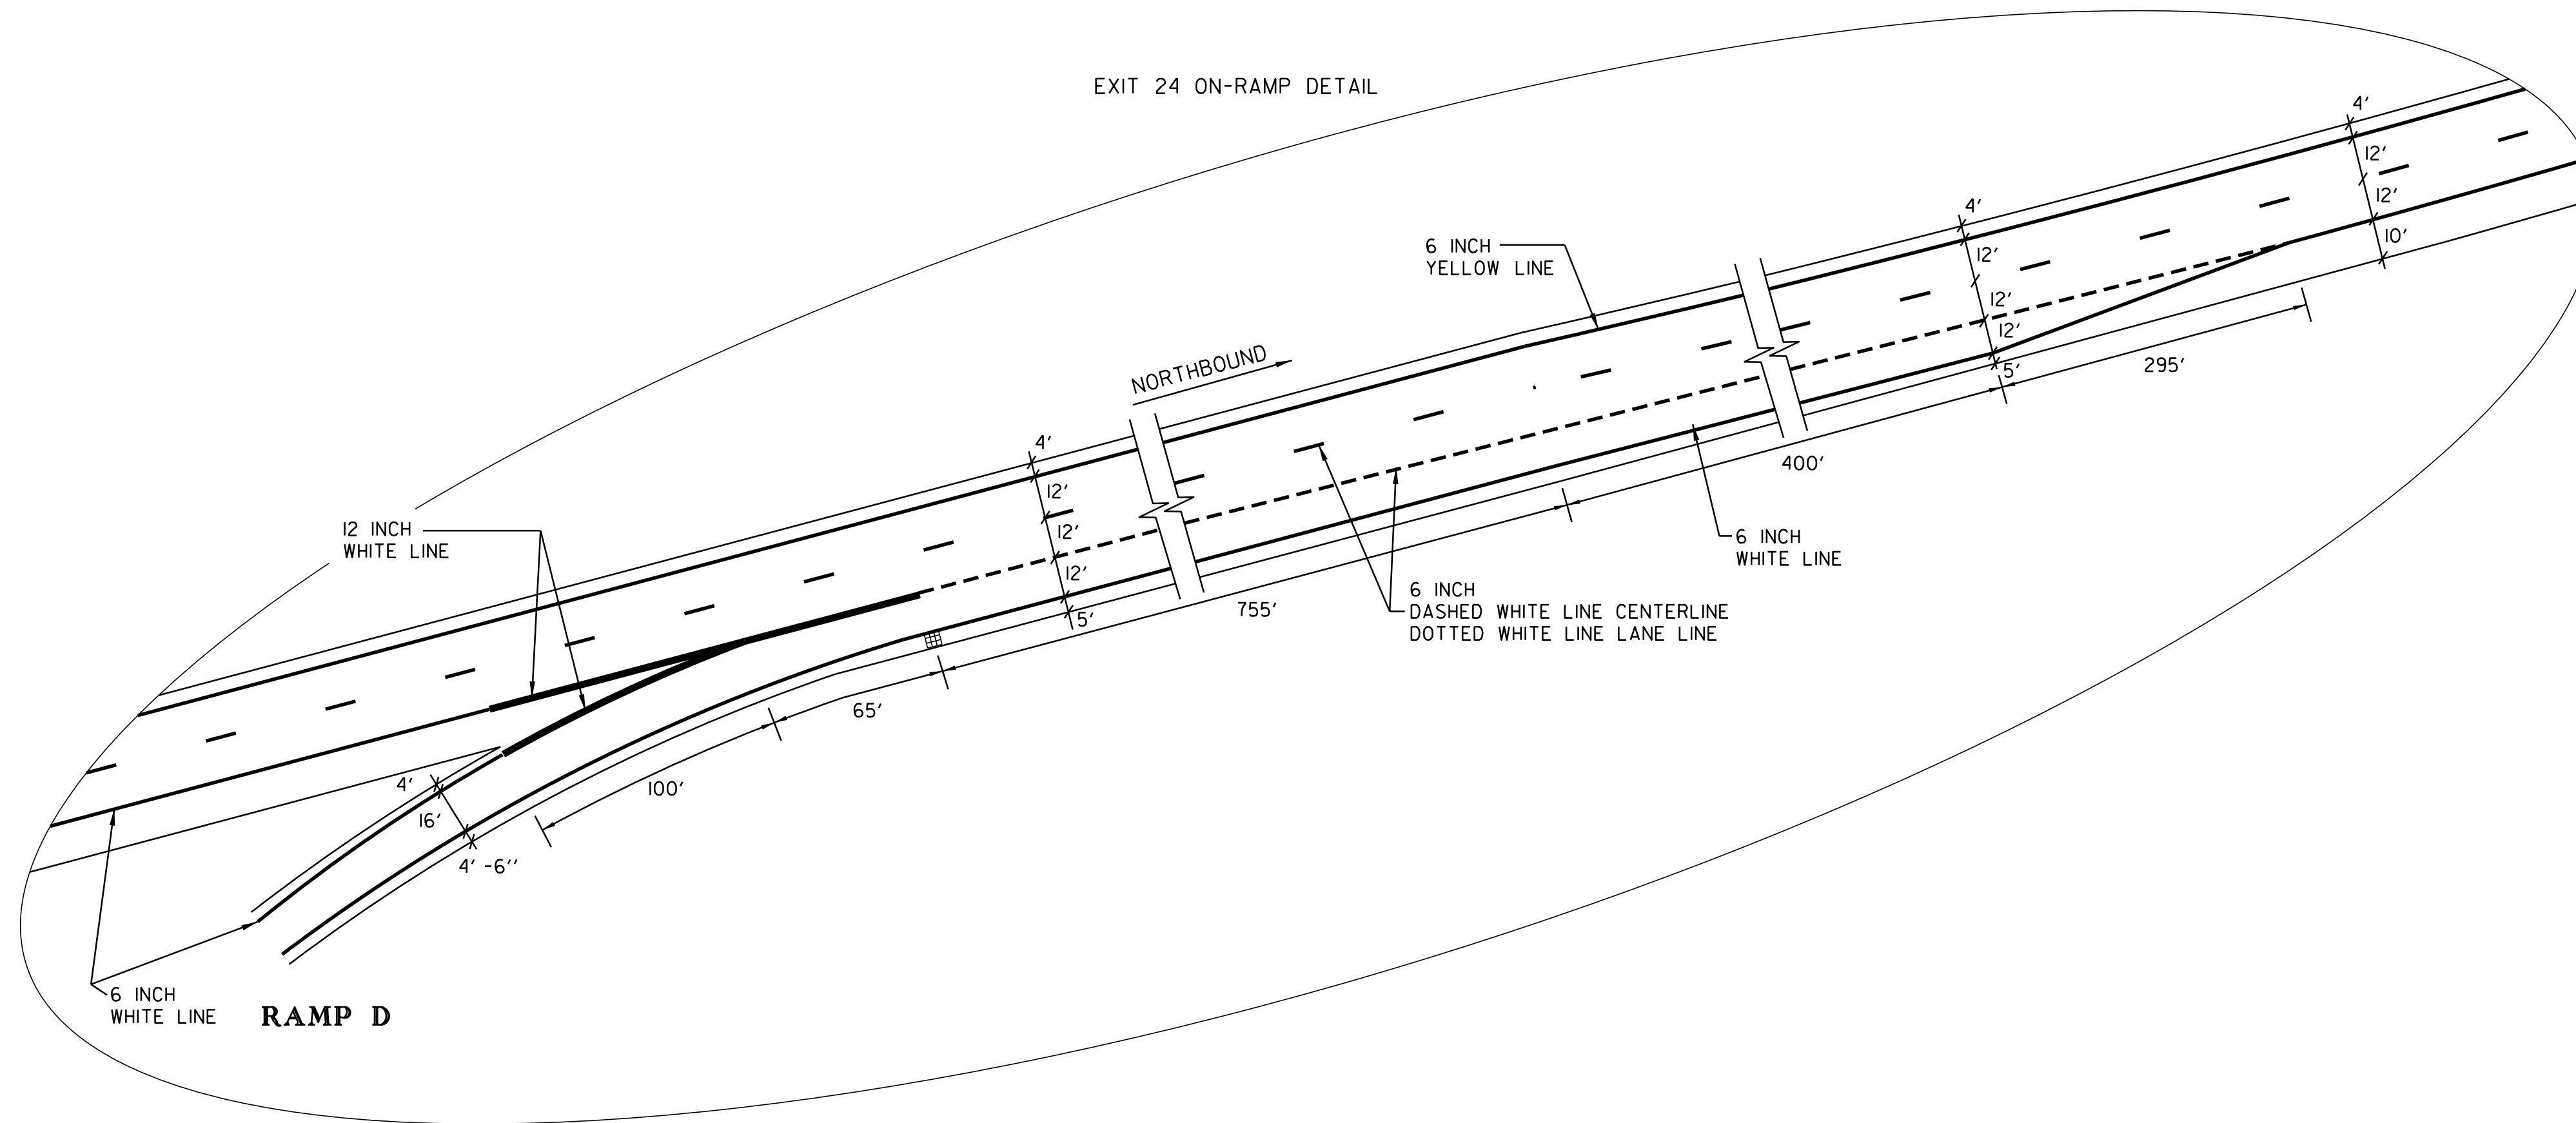 EXIT 24 ON-RAMP DETAIL
4'
12'
12'
10'
4'
12'
12'
12'
5'
295'
6 INCH
YELLOW LINE
NORTHBOUND
400'
4'
12'
12'
12'
5'
755'
6 INCH
WHITE LINE
6 INCH
DASHED WHITE LINE CENTERLINE
DOTTED WHITE LINE LANE LINE
12 INCH
WHITE LINE
65'
100'
4'
16'
4' -6''
6 INCH
WHITE LINE
RAMP D